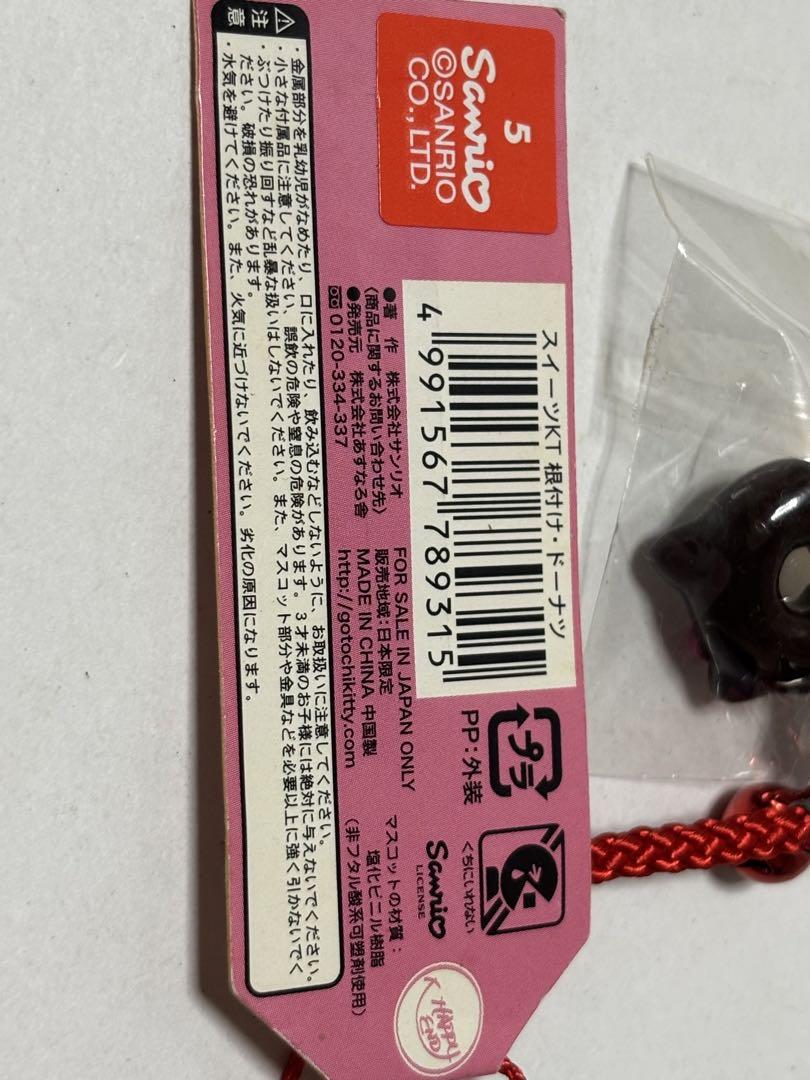 5
Sanrio
©SANRIO
CO., LTD.
スイーツKT 根付け・ドーナツ
4 991567 789315
プラ
PP:外装
くちにいれない
Sanrio
LICENSE
●著 作 株式会社サンリオ
〈商品に関するお問い合わせ先〉
●発売元 株式会社あすなろ舎
0120-334-337
FOR SALE IN JAPAN ONLY
販売地域:日本限定
MADE IN CHINA 中国製
http://gotochikitty.com
マスコットの材質:
塩化ビニル樹脂
(非フタル酸系可塑剤使用)
HAPPY
END
注意
・金属部分を乳幼児がなめたり、口に入れたり、飲み込むなどしないように、お取扱いに注意してください。
・小さな付属品に注意してください、誤飲の危険や窒息の危険があります。3才未満のお子様には絶対に与えないでください。
・ぶつけたり振り回すなど乱暴な扱いはしないでください。また、マスコット部分や金具などを必要以上に強く引かないでく
ださい。破損の恐れがあります。
・水気を避けてください。また、火気に近づけないでください。劣化の原因になります。